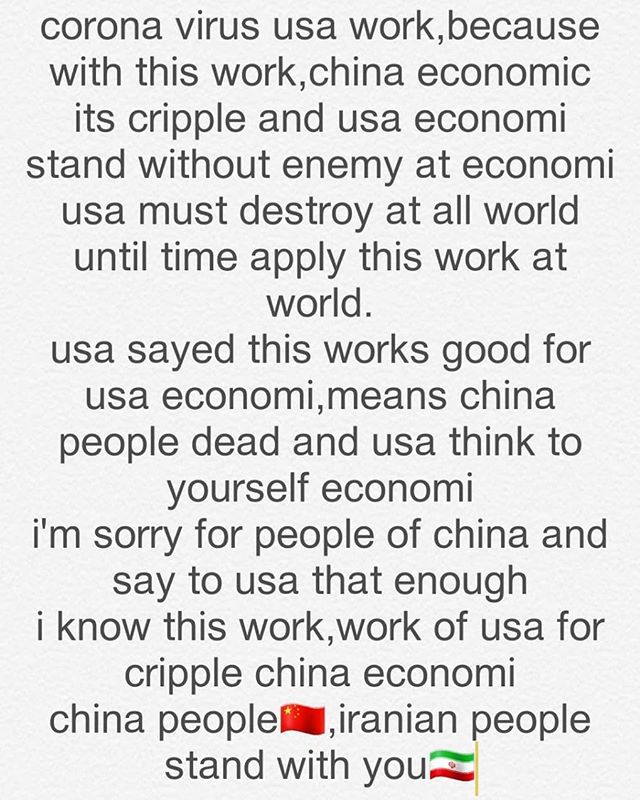 corona virus usa work,because
with this work,china economic
its cripple and usa economi
stand without enemy at economi
usa must destroy at all world
until time apply this work at
world.
usa sayed this works good for
usa economi,means china
people dead and usa think to
yourself economi
i'm sorry for people of china and
say to usa that enough
i know this work,work of usa for
cripple china economi
china people🇨🇳,iranian people
stand with you🇮🇷